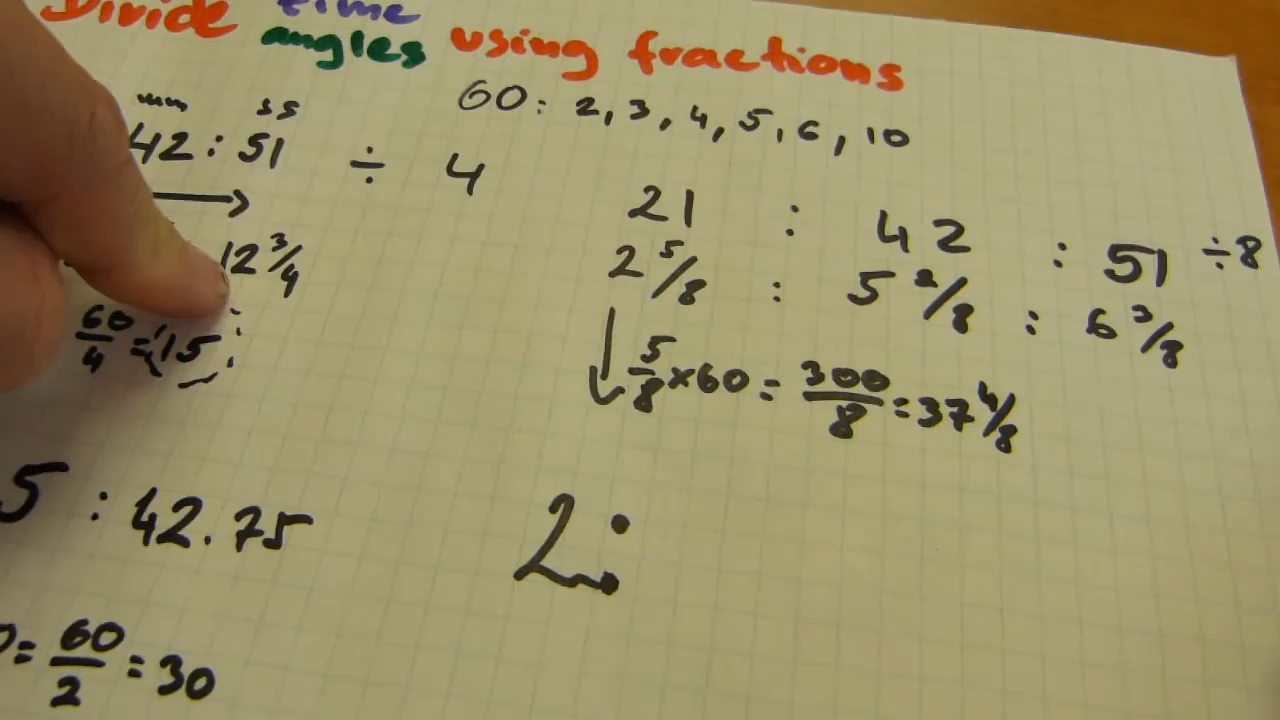 Divide time
angles using fractions
60: 2, 3, 4, 5, 6, 10
mm ss
42 : 51 ÷ 4
12 3/4
60/4 = 15
5 : 42.75
= 60/2 = 30
21 : 42 : 51 ÷8
2 5/8 : 5 2/8 : 6 3/8
5/8 × 60 = 300/8 = 37 4/8
2: